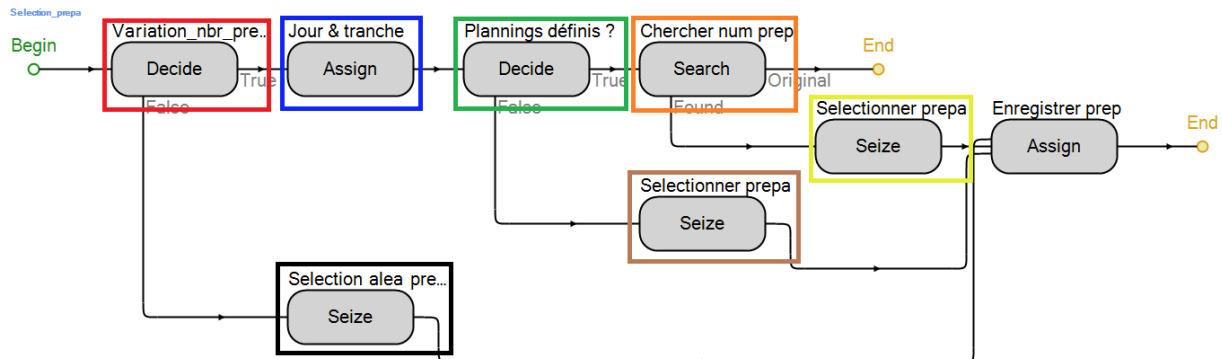 Selection_prepa
Begin
Variation_nbr_pre...
Decide
True
False
Jour & tranche
Assign
Plannings définis ?
Decide
True
False
Chercher num prep
Search
Original
Found
End
Selectionner prepa
Seize
Enregistrer prep
Assign
End
Selectionner prepa
Seize
Selection alea pre...
Seize